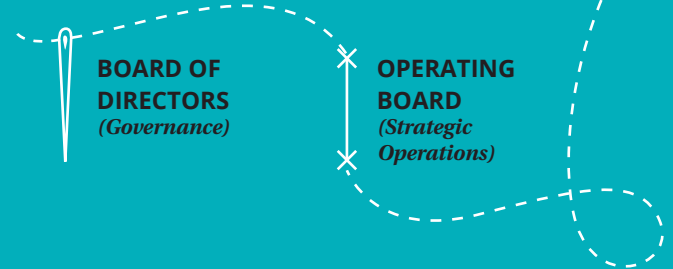 BOARD OF
DIRECTORS
(Governance)
OPERATING
BOARD
(Strategic
Operations)